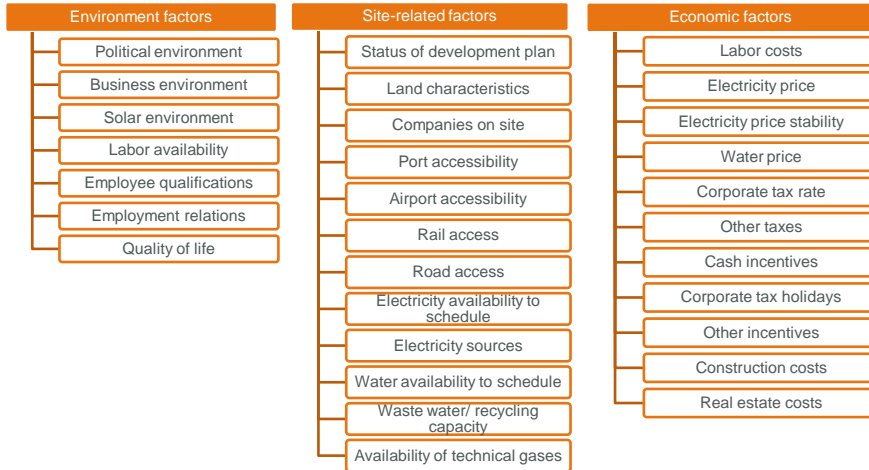 Environment factors
Political environment
Business environment
Solar environment
Labor availability
Employee qualifications
Employment relations
Quality of life
Site-related factors
Status of development plan
Land characteristics
Companies on site
Port accessibility
Airport accessibility
Rail access
Road access
Electricity availability to
schedule
Electricity sources
Water availability to schedule
Waste water/ recycling
capacity
Availability of technical gases
Economic factors
Labor costs
Electricity price
Electricity price stability
Water price
Corporate tax rate
Other taxes
Cash incentives
Corporate tax holidays
Other incentives
Construction costs
Real estate costs